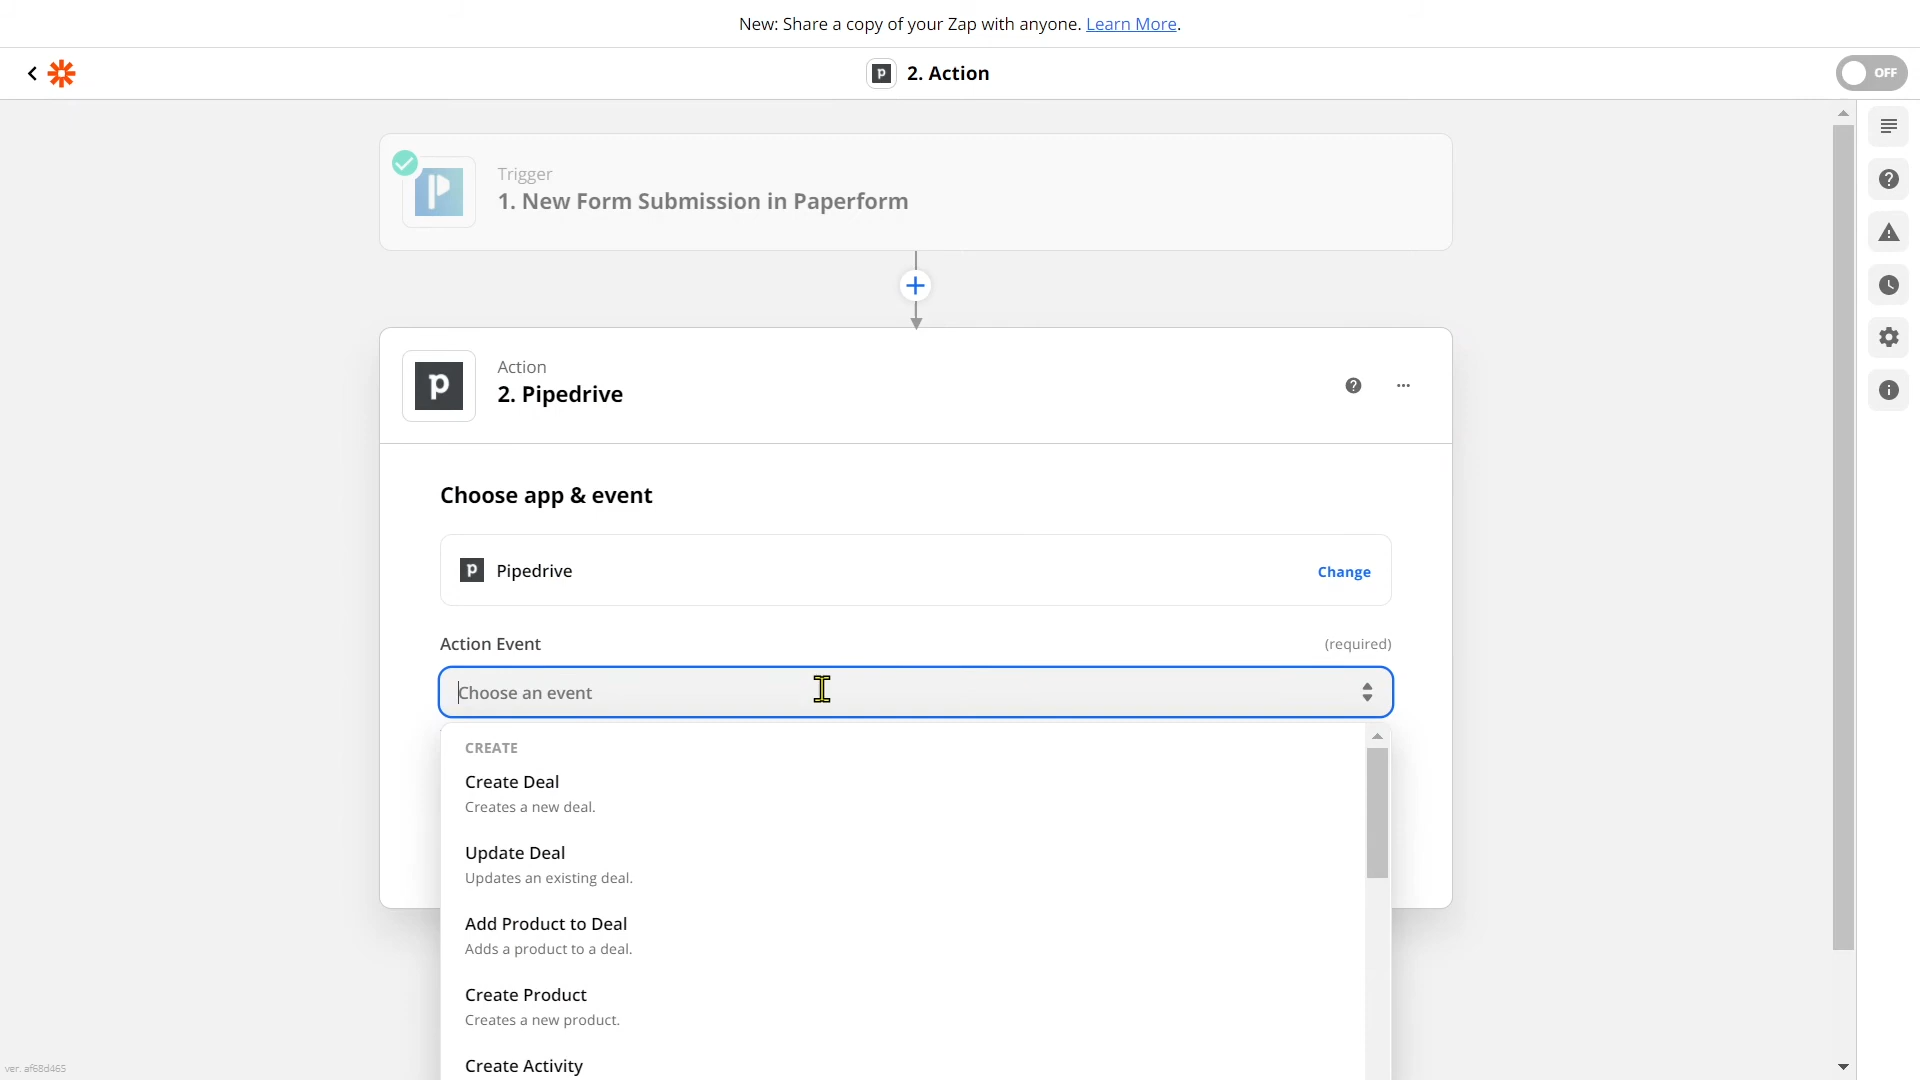 New: Share a copy of your Zap with anyone. Learn More.
2. Action
OFF
Trigger
1. New Form Submission in Paperform
Action
2. Pipedrive
Choose app & event
Pipedrive
Change
Action Event
(required)
Choose an event
CREATE
Create Deal
Creates a new deal.
Update Deal
Updates an existing deal.
Add Product to Deal
Adds a product to a deal.
Create Product
Creates a new product.
Create Activity
ver. af68d465